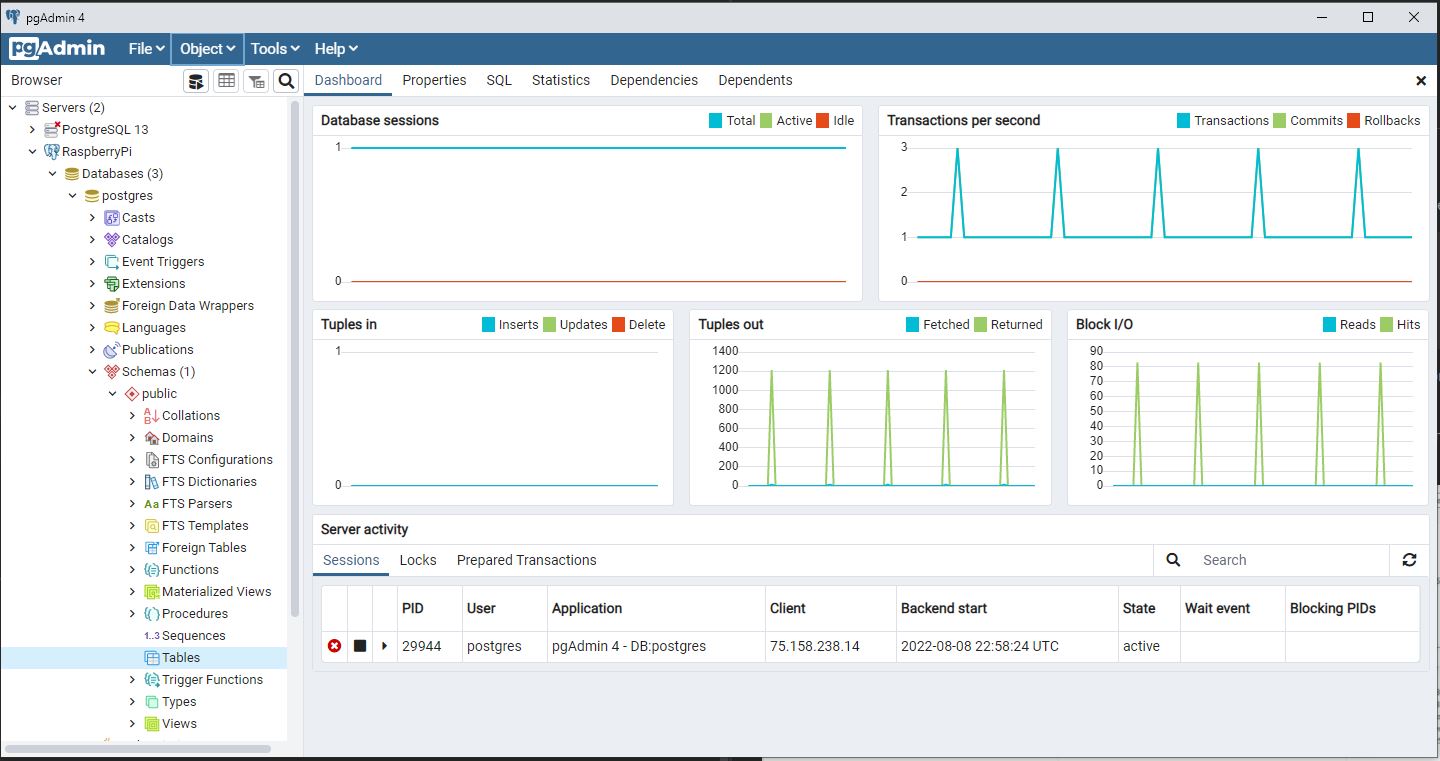 pgAdmin 4
pgAdmin File Object Tools Help
Browser
Dashboard Properties SQL Statistics Dependencies Dependents
Servers (2)
PostgreSQL 13
RaspberryPi
Databases (3)
postgres
Casts
Catalogs
Event Triggers
Extensions
Foreign Data Wrappers
Languages
Publications
Schemas (1)
public
Collations
Domains
FTS Configurations
FTS Dictionaries
Aa FTS Parsers
FTS Templates
Foreign Tables
Functions
Materialized Views
Procedures
1..3 Sequences
Tables
Trigger Functions
Types
Views
Database sessions Total Active Idle
1
0
Transactions per second Transactions Commits Rollbacks
3
2
1
0
Tuples in Inserts Updates Delete
1
0
Tuples out Fetched Returned
1400
1200
1000
800
600
400
200
0
Block I/O Reads Hits
90
80
70
60
50
40
30
20
10
0
Server activity
Sessions Locks Prepared Transactions Search
PID User Application Client Backend start State Wait event Blocking PIDs
29944 postgres pgAdmin 4 - DB:postgres 75.158.238.14 2022-08-08 22:58:24 UTC active